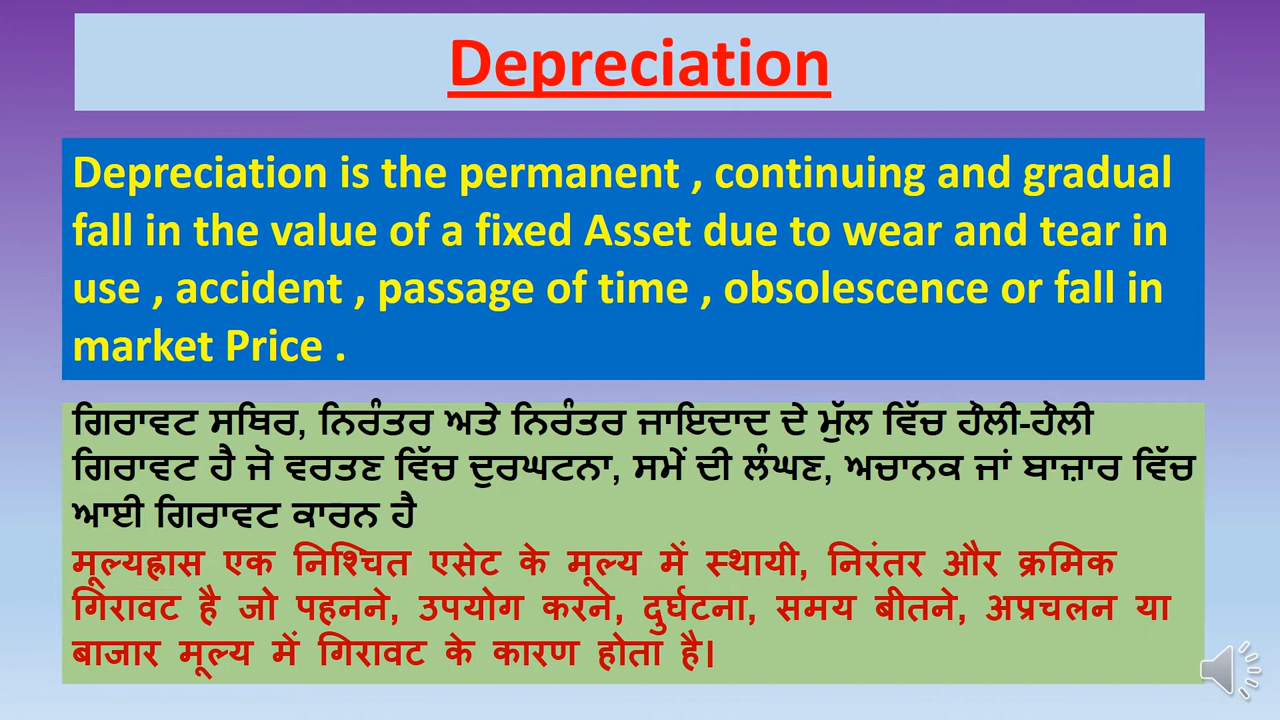 Depreciation
Depreciation is the permanent , continuing and gradual
fall in the value of a fixed Asset due to wear and tear in
use , accident , passage of time , obsolescence or fall in
market Price .
ਗਿਰਾਵਟ ਸਥਿਰ, ਨਿਰੰਤਰ ਅਤੇ ਨਿਰੰਤਰ ਜਾਇਦਾਦ ਦੇ ਮੁੱਲ ਵਿੱਚ ਹੌਲੀ-ਹੌਲੀ
ਗਿਰਾਵਟ ਹੈ ਜੋ ਵਰਤਣ ਵਿੱਚ ਦੁਰਘਟਨਾ, ਸਮੇਂ ਦੀ ਲੰਘਣ, ਅਚਾਨਕ ਜਾਂ ਬਾਜ਼ਾਰ ਵਿੱਚ
ਆਈ ਗਿਰਾਵਟ ਕਾਰਨ ਹੈ
मूल्यह्रास एक निश्चित एसेट के मूल्य में स्थायी, निरंतर और क्रमिक
गिरावट है जो पहनने, उपयोग करने, दुर्घटना, समय बीतने, अप्रचलन या
बाजार मूल्य में गिरावट के कारण होता है।